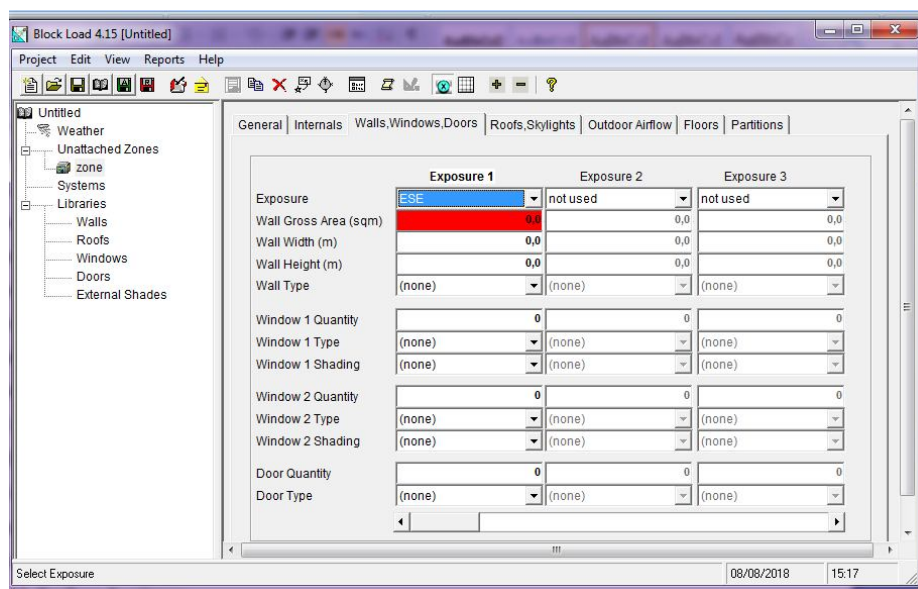 Block Load 4.15 [Untitled]
Project Edit View Reports Help
Untitled
Weather
Unattached Zones
zone
Systems
Libraries
Walls
Roofs
Windows
Doors
External Shades
General Internals Walls,Windows,Doors Roofs,Skylights Outdoor Airflow Floors Partitions
Exposure 1 Exposure 2 Exposure 3
Exposure ESE not used not used
Wall Gross Area (sqm) 0,0 0,0 0,0
Wall Width (m) 0,0 0,0 0,0
Wall Height (m) 0,0 0,0 0,0
Wall Type (none) (none) (none)
Window 1 Quantity 0 0 0
Window 1 Type (none) (none) (none)
Window 1 Shading (none) (none) (none)
Window 2 Quantity 0 0 0
Window 2 Type (none) (none) (none)
Window 2 Shading (none) (none) (none)
Door Quantity 0 0 0
Door Type (none) (none) (none)
Select Exposure 08/08/2018 15:17